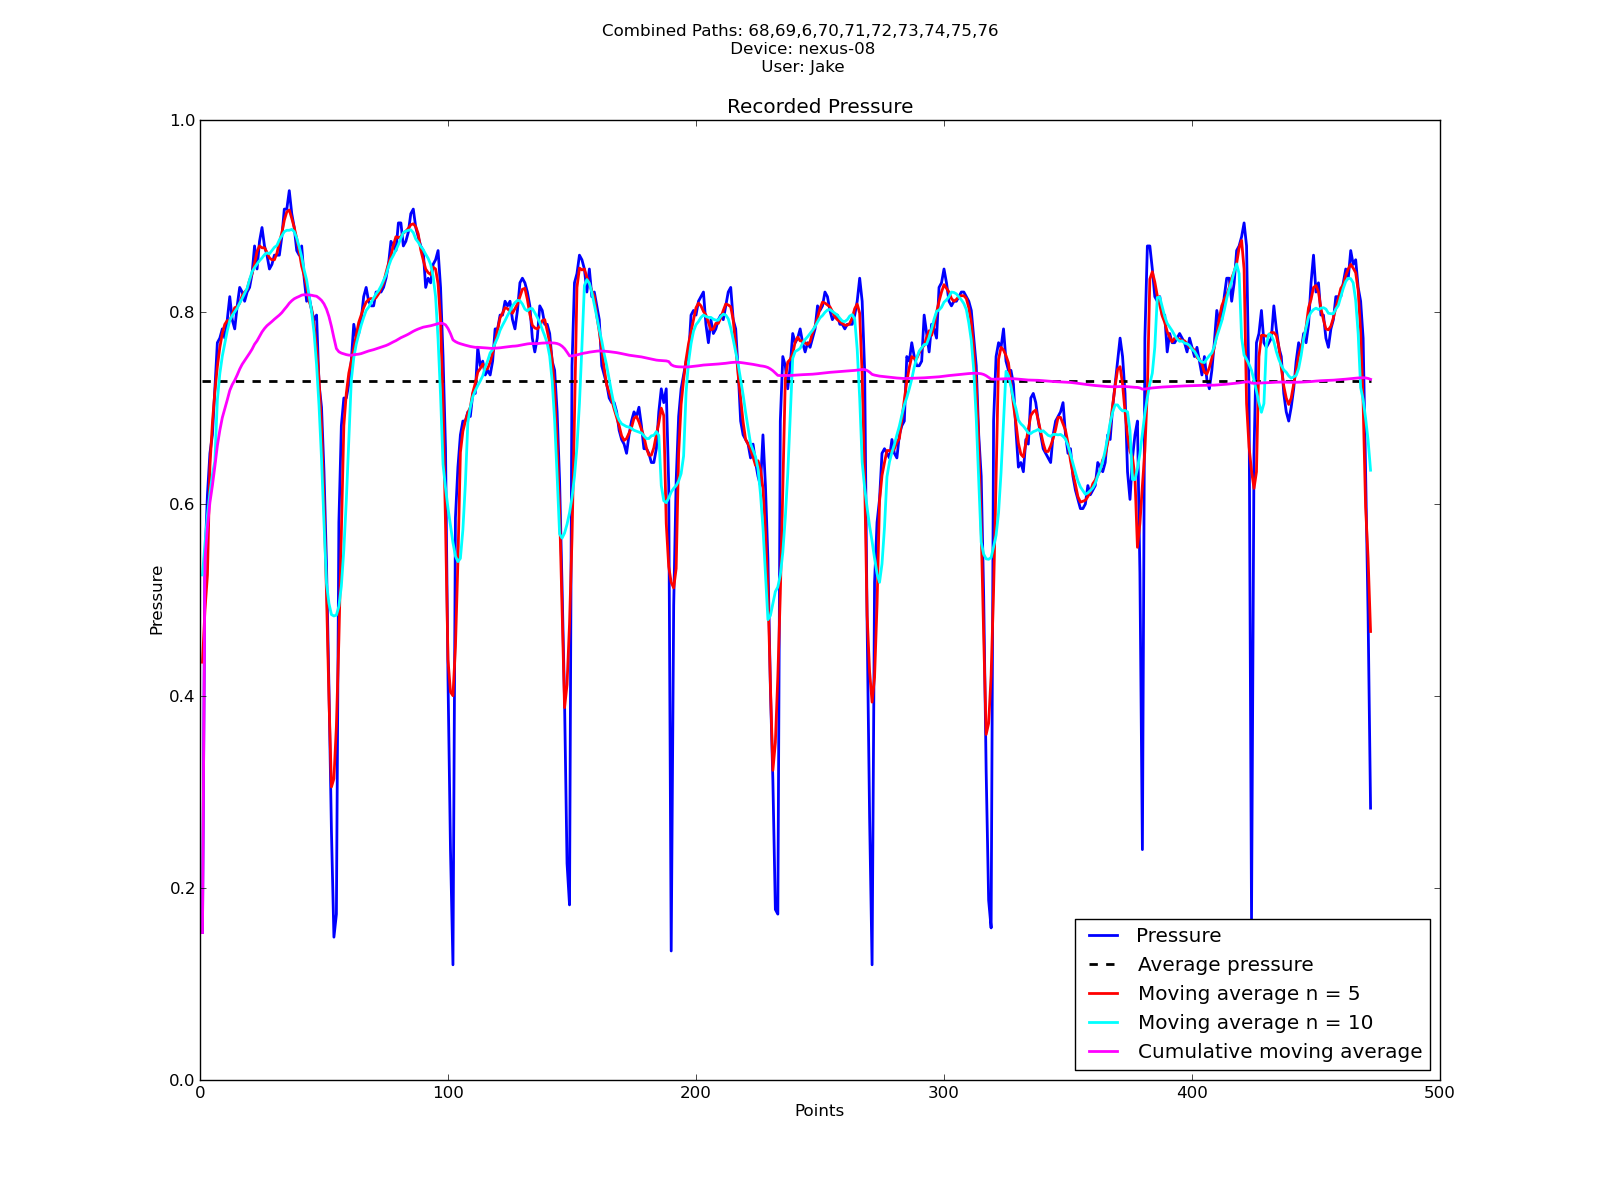 Combined Paths: 68,69,6,70,71,72,73,74,75,76
Device: nexus-08
User: Jake
Recorded Pressure
1.0
0.8
0.6
0.4
0.2
0.0
Pressure
0
100
200
300
400
500
Points
Pressure
Average pressure
Moving average n = 5
Moving average n = 10
Cumulative moving average